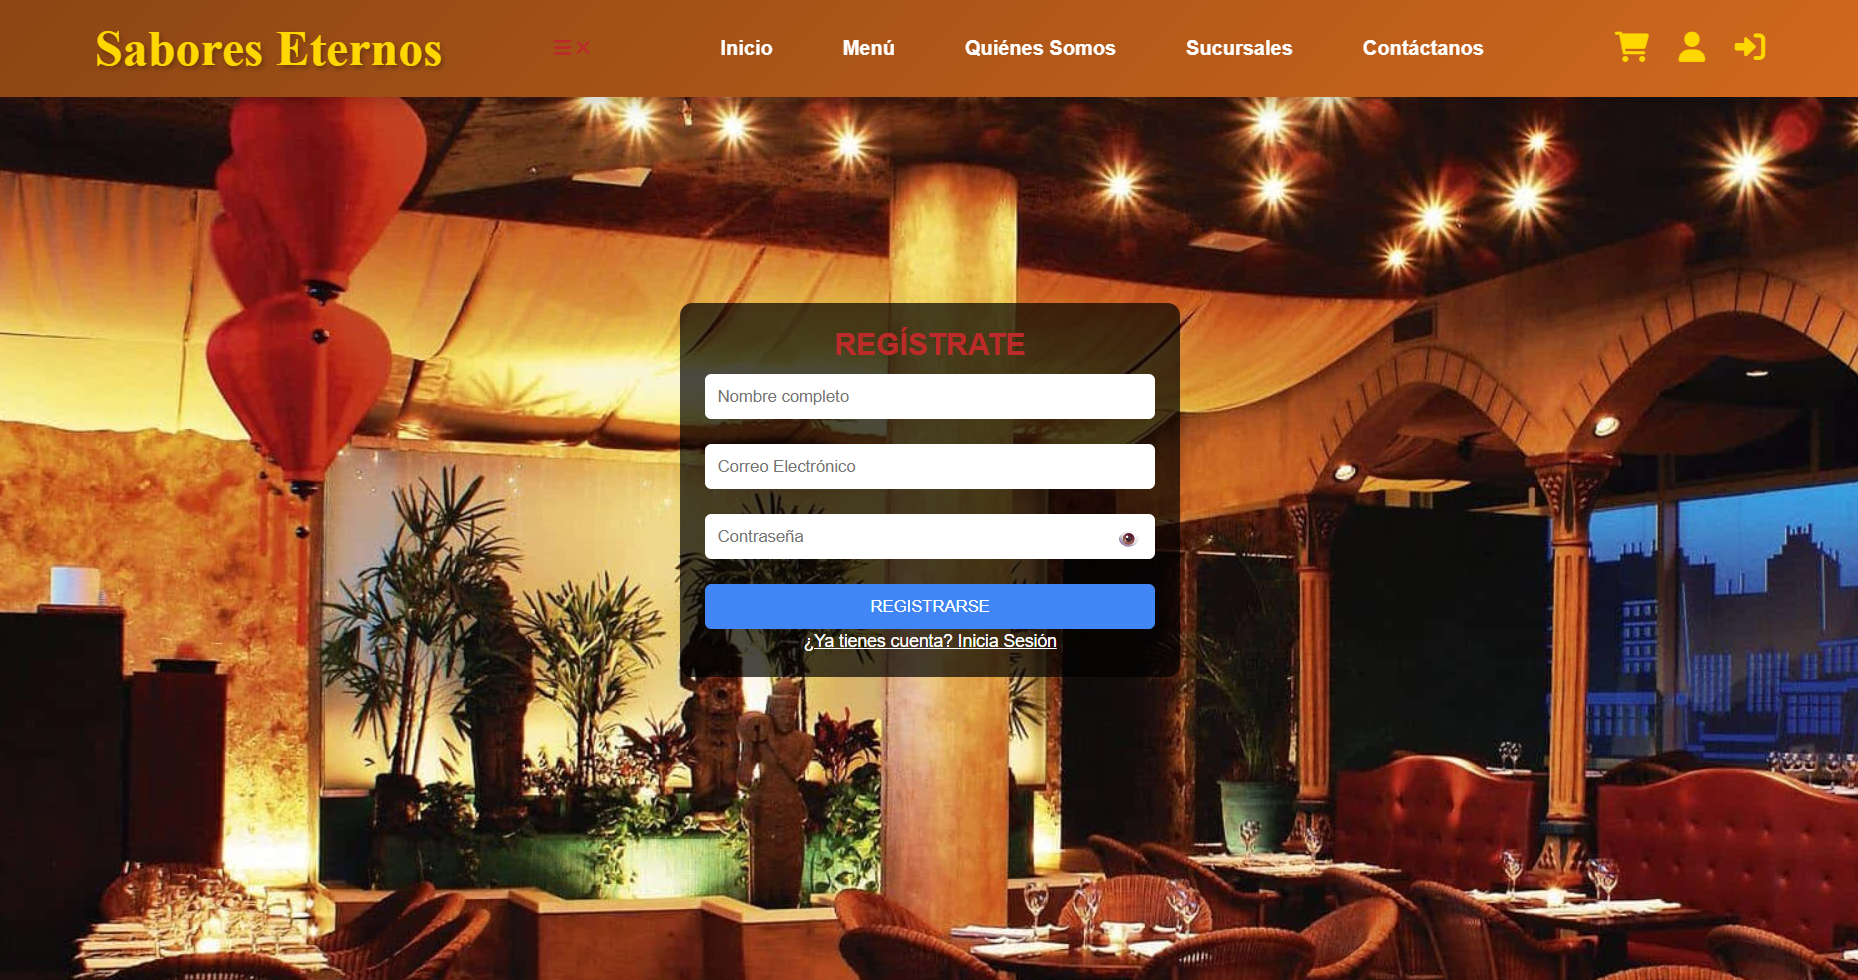 Sabores Eternos
Inicio Menú Quiénes Somos Sucursales Contáctanos
REGÍSTRATE
Nombre completo
Correo Electrónico
Contraseña
REGISTRARSE
¿Ya tienes cuenta? Inicia Sesión